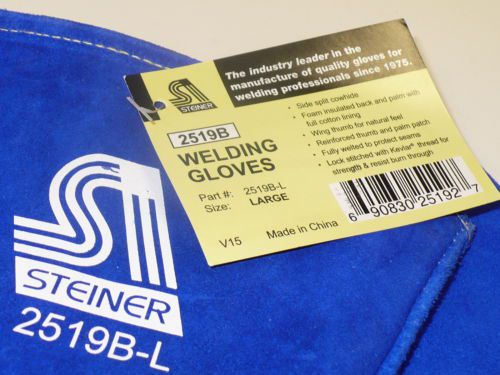 The industry leader in the
manufacture of quality gloves for
welding professionals since 1975.
STEINER
2519B
WELDING
GLOVES
Part #: 2519B-L
Size: LARGE
V15 Made in China
• Side split cowhide
• Foam insulated back and palm with
full cotton lining
• Wing thumb for natural feel
• Reinforced thumb and palm patch
• Fully welted to protect seams
• Lock stitched with Kevlar® thread for
strength & resist burn through
6 90830 25192 7
STEINER
2519B-L